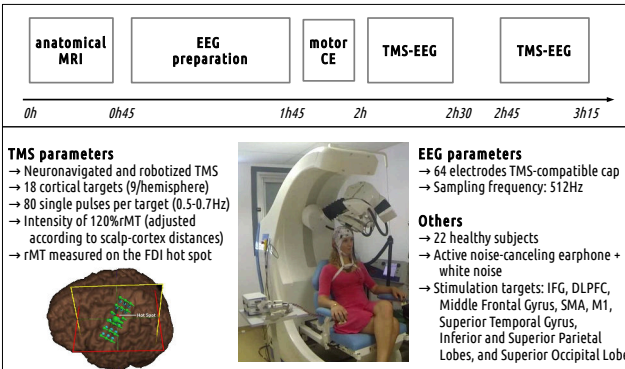 anatomical
MRI
EEG
preparation
motor
CE
TMS-EEG
TMS-EEG
0h
0h45
1h45
2h
2h30
2h45
3h15
TMS parameters
→ Neuronavigated and robotized TMS
→ 18 cortical targets (9/hemisphere)
→ 80 single pulses per target (0.5-0.7Hz)
→ Intensity of 120%rMT (adjusted
according to scalp-cortex distances)
→ rMT measured on the FDI hot spot
Hot Spot
EEG parameters
→ 64 electrodes TMS-compatible cap
→ Sampling frequency: 512Hz
Others
→ 22 healthy subjects
→ Active noise-canceling earphone +
white noise
→ Stimulation targets: IFG, DLPFC,
Middle Frontal Gyrus, SMA, M1,
Superior Temporal Gyrus,
Inferior and Superior Parietal
Lobes, and Superior Occipital Lobe